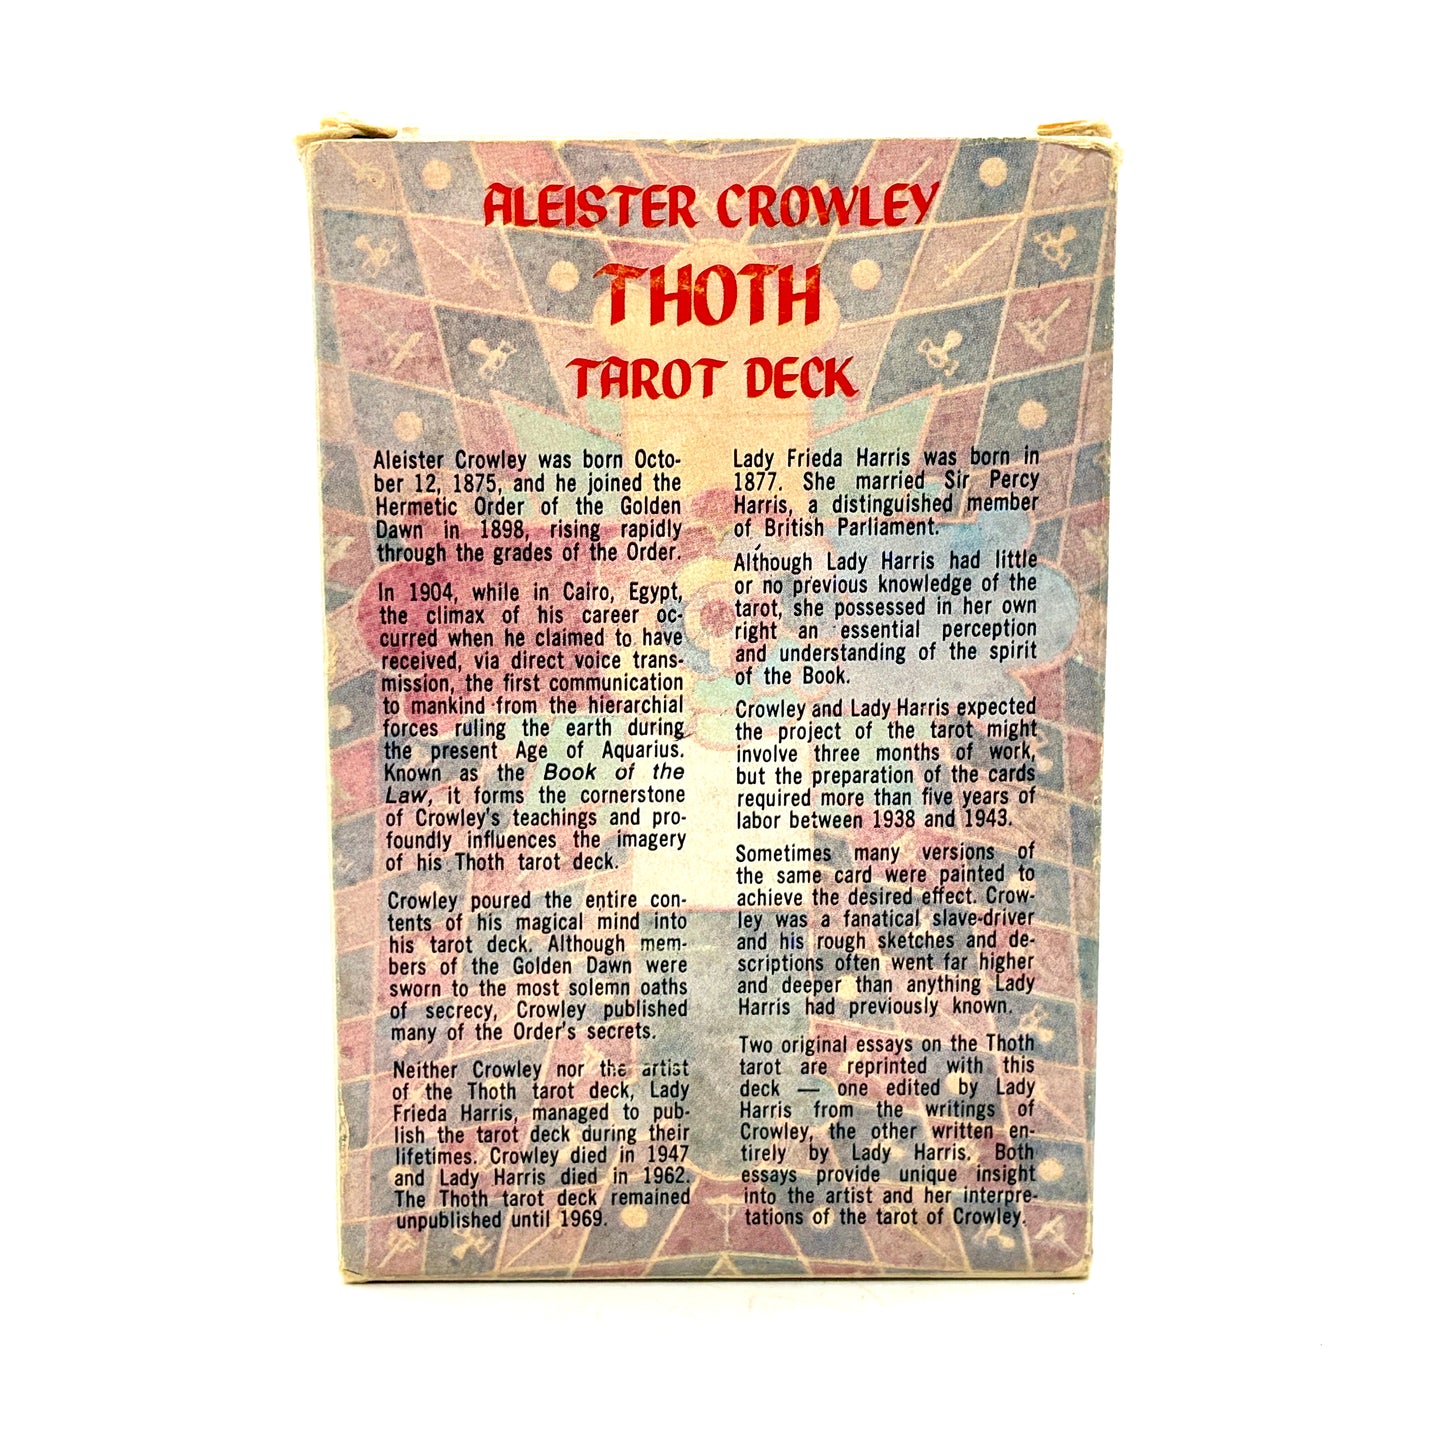 ALEISTER CROWLEY
THOTH
TAROT DECK
Aleister Crowley was born Octo-
ber 12, 1875, and he joined the
Hermetic Order of the Golden
Dawn in 1898, rising rapidly
through the grades of the Order.
In 1904, while in Cairo, Egypt,
the climax of his career oc-
curred when he claimed to have
received, via direct voice trans-
mission, the first communication
to mankind from the hierarchial
forces ruling the earth during
the present Age of Aquarius.
Known as the Book of the
Law, it forms the cornerstone
of Crowley's teachings and pro-
foundly influences the imagery
of his Thoth tarot deck.
Crowley poured the entire con-
tents of his magical mind into
his tarot deck. Although mem-
bers of the Golden Dawn were
sworn to the most solemn oaths
of secrecy, Crowley published
many of the Order's secrets.
Neither Crowley nor the artist
of the Thoth tarot deck, Lady
Frieda Harris, managed to pub-
lish the tarot deck during their
lifetimes. Crowley died in 1947
and Lady Harris died in 1962.
The Thoth tarot deck remained
unpublished until 1969.
Lady Frieda Harris was born in
1877. She married Sir Percy
Harris, a distinguished member
of British Parliament.
Although Lady Harris had little
or no previous knowledge of the
tarot, she possessed in her own
right an essential perception
and understanding of the spirit
of the Book.
Crowley and Lady Harris expected
the project of the tarot might
involve three months of work,
but the preparation of the cards
required more than five years of
labor between 1938 and 1943.
Sometimes many versions of
the same card were painted to
achieve the desired effect. Crow-
ley was a fanatical slave-driver
and his rough sketches and de-
scriptions often went far higher
and deeper than anything Lady
Harris had previously known.
Two original essays on the Thoth
tarot are reprinted with this
deck — one edited by Lady
Harris from the writings of
Crowley, the other written en-
tirely by Lady Harris. Both
essays provide unique insight
into the artist and her interpre-
tations of the tarot of Crowley.